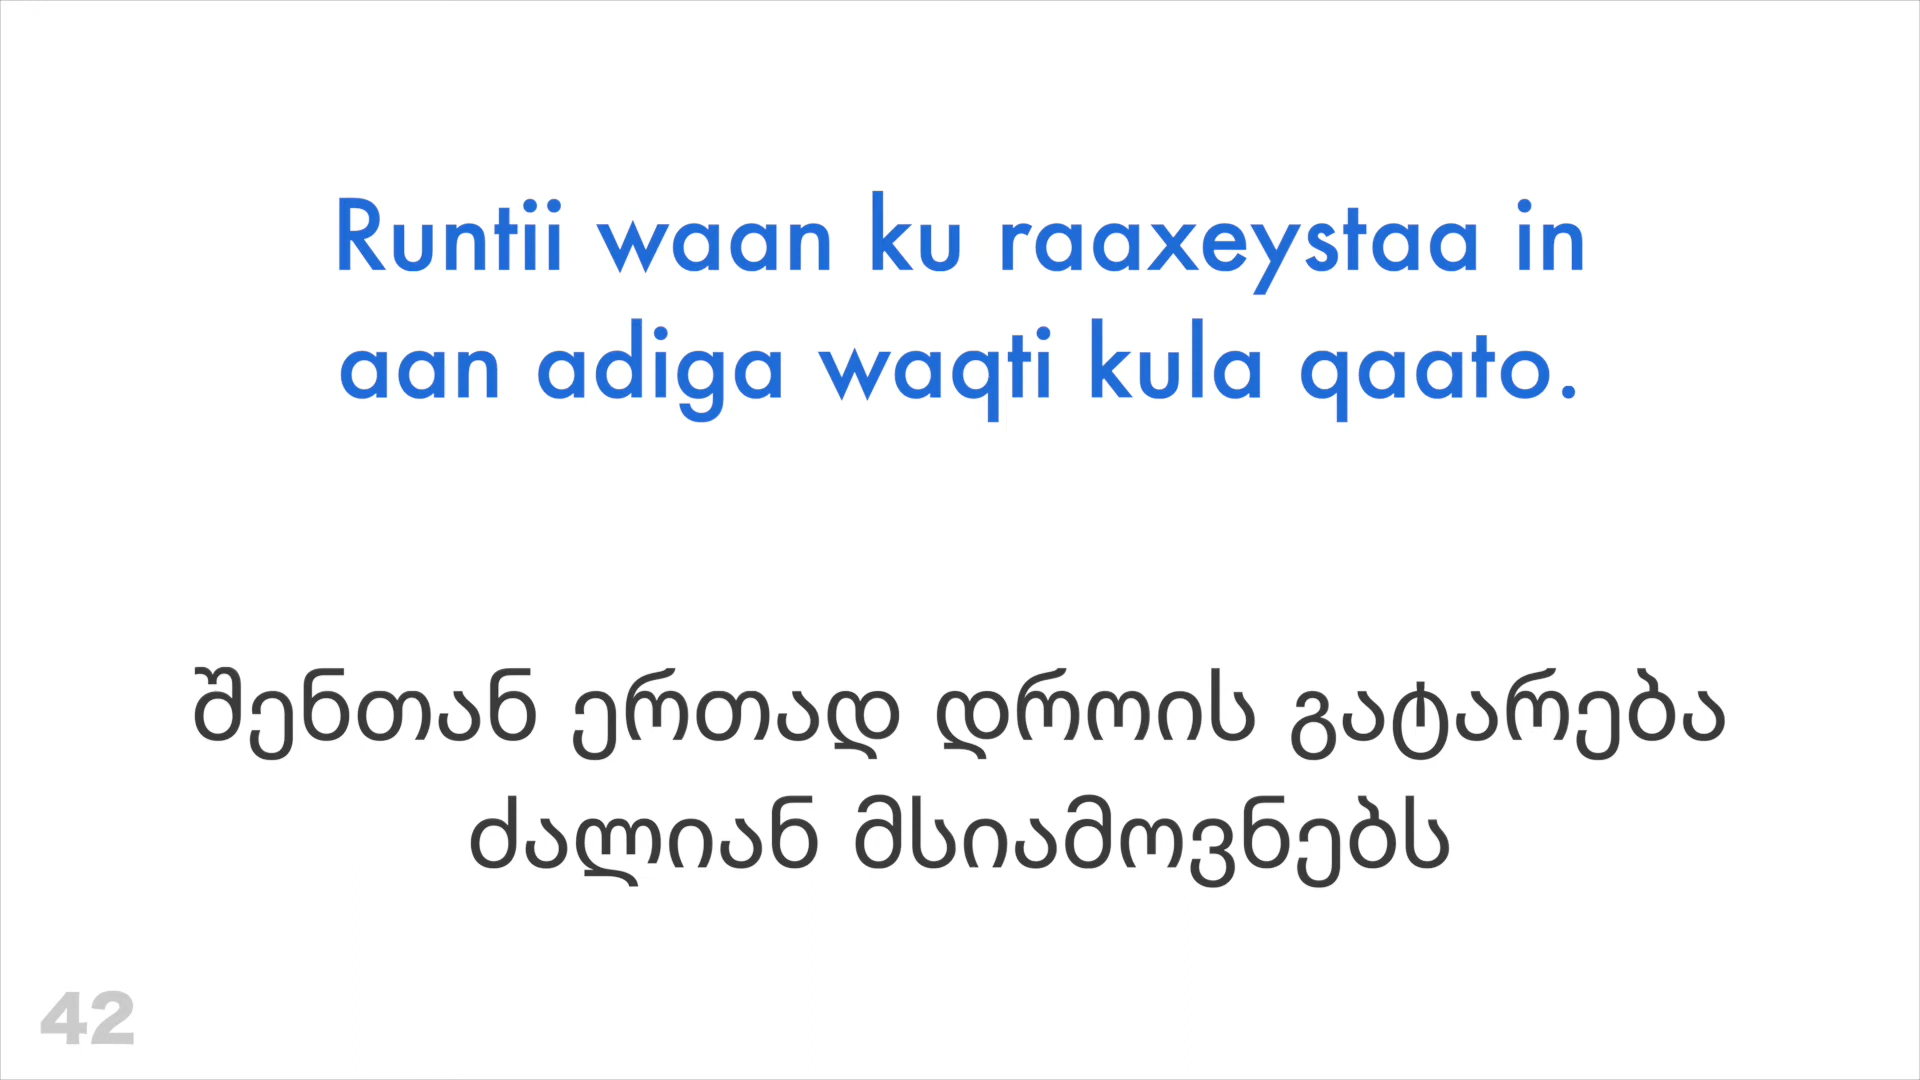 Runtii waan ku raaxeystaa in
aan adiga waqti kula qaato.
შენთან ერთად დროის გატარება
ძალიან მსიამოვნებს
42